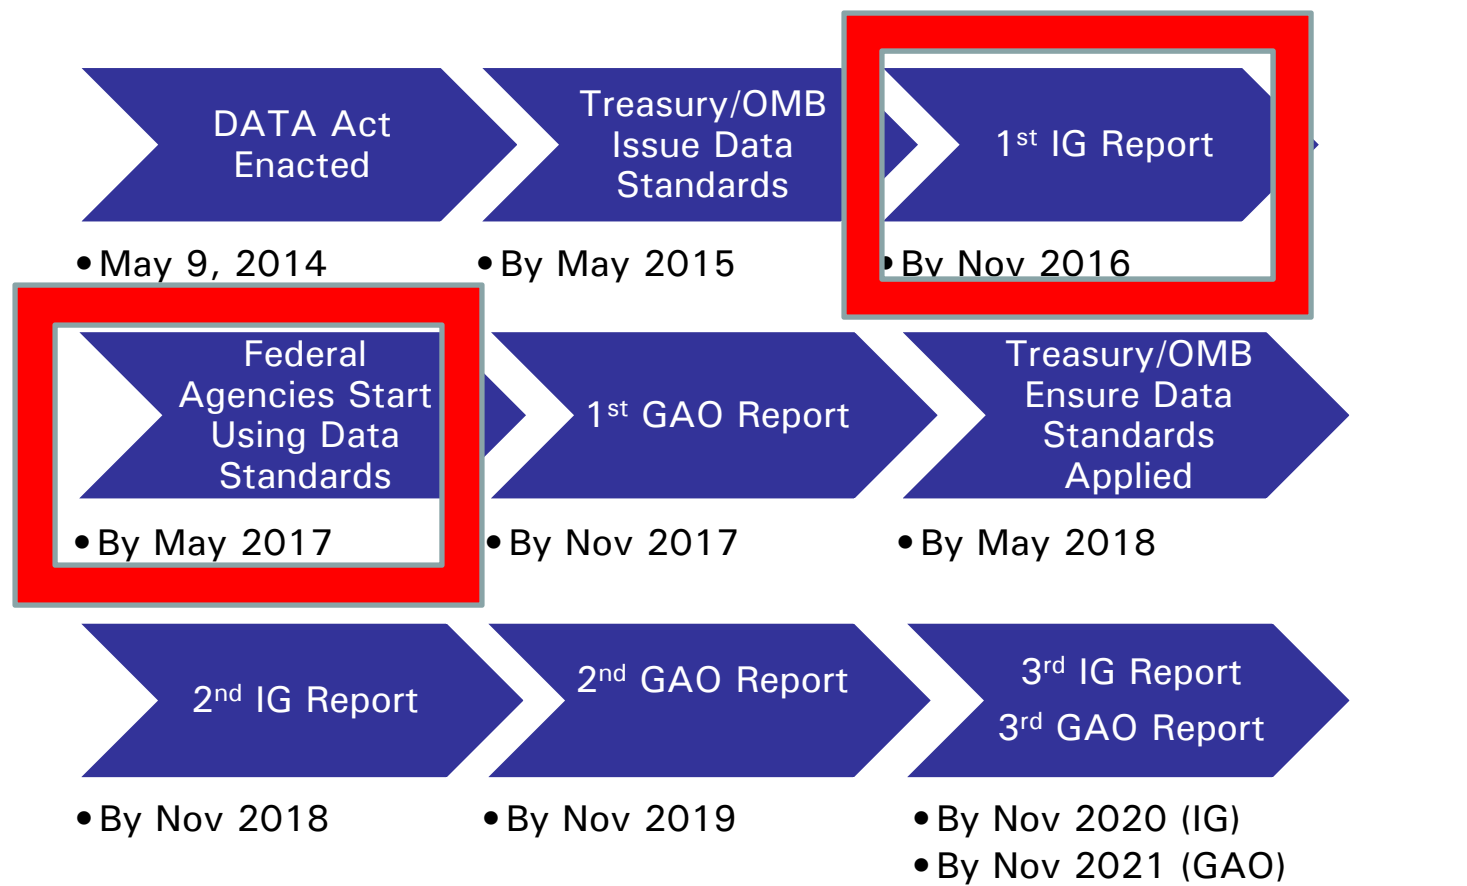 DATA Act
Enacted
• May 9, 2014
Treasury/OMB
Issue Data
Standards
• By May 2015
1st IG Report
• By Nov 2016
Federal
Agencies Start
Using Data
Standards
• By May 2017
1st GAO Report
• By Nov 2017
Treasury/OMB
Ensure Data
Standards
Applied
• By May 2018
2nd IG Report
• By Nov 2018
2nd GAO Report
• By Nov 2019
3rd IG Report
3rd GAO Report
• By Nov 2020 (IG)
• By Nov 2021 (GAO)